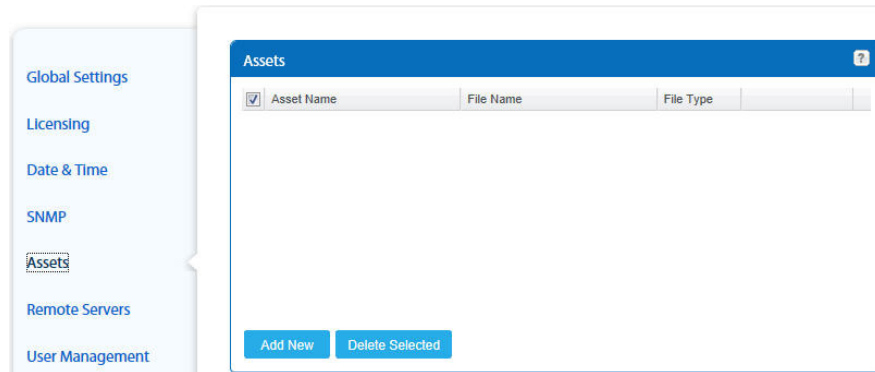 Global Settings
Licensing
Date & Time
SNMP
Assets
Remote Servers
User Management
Assets ?
Asset Name File Name File Type
Add New Delete Selected